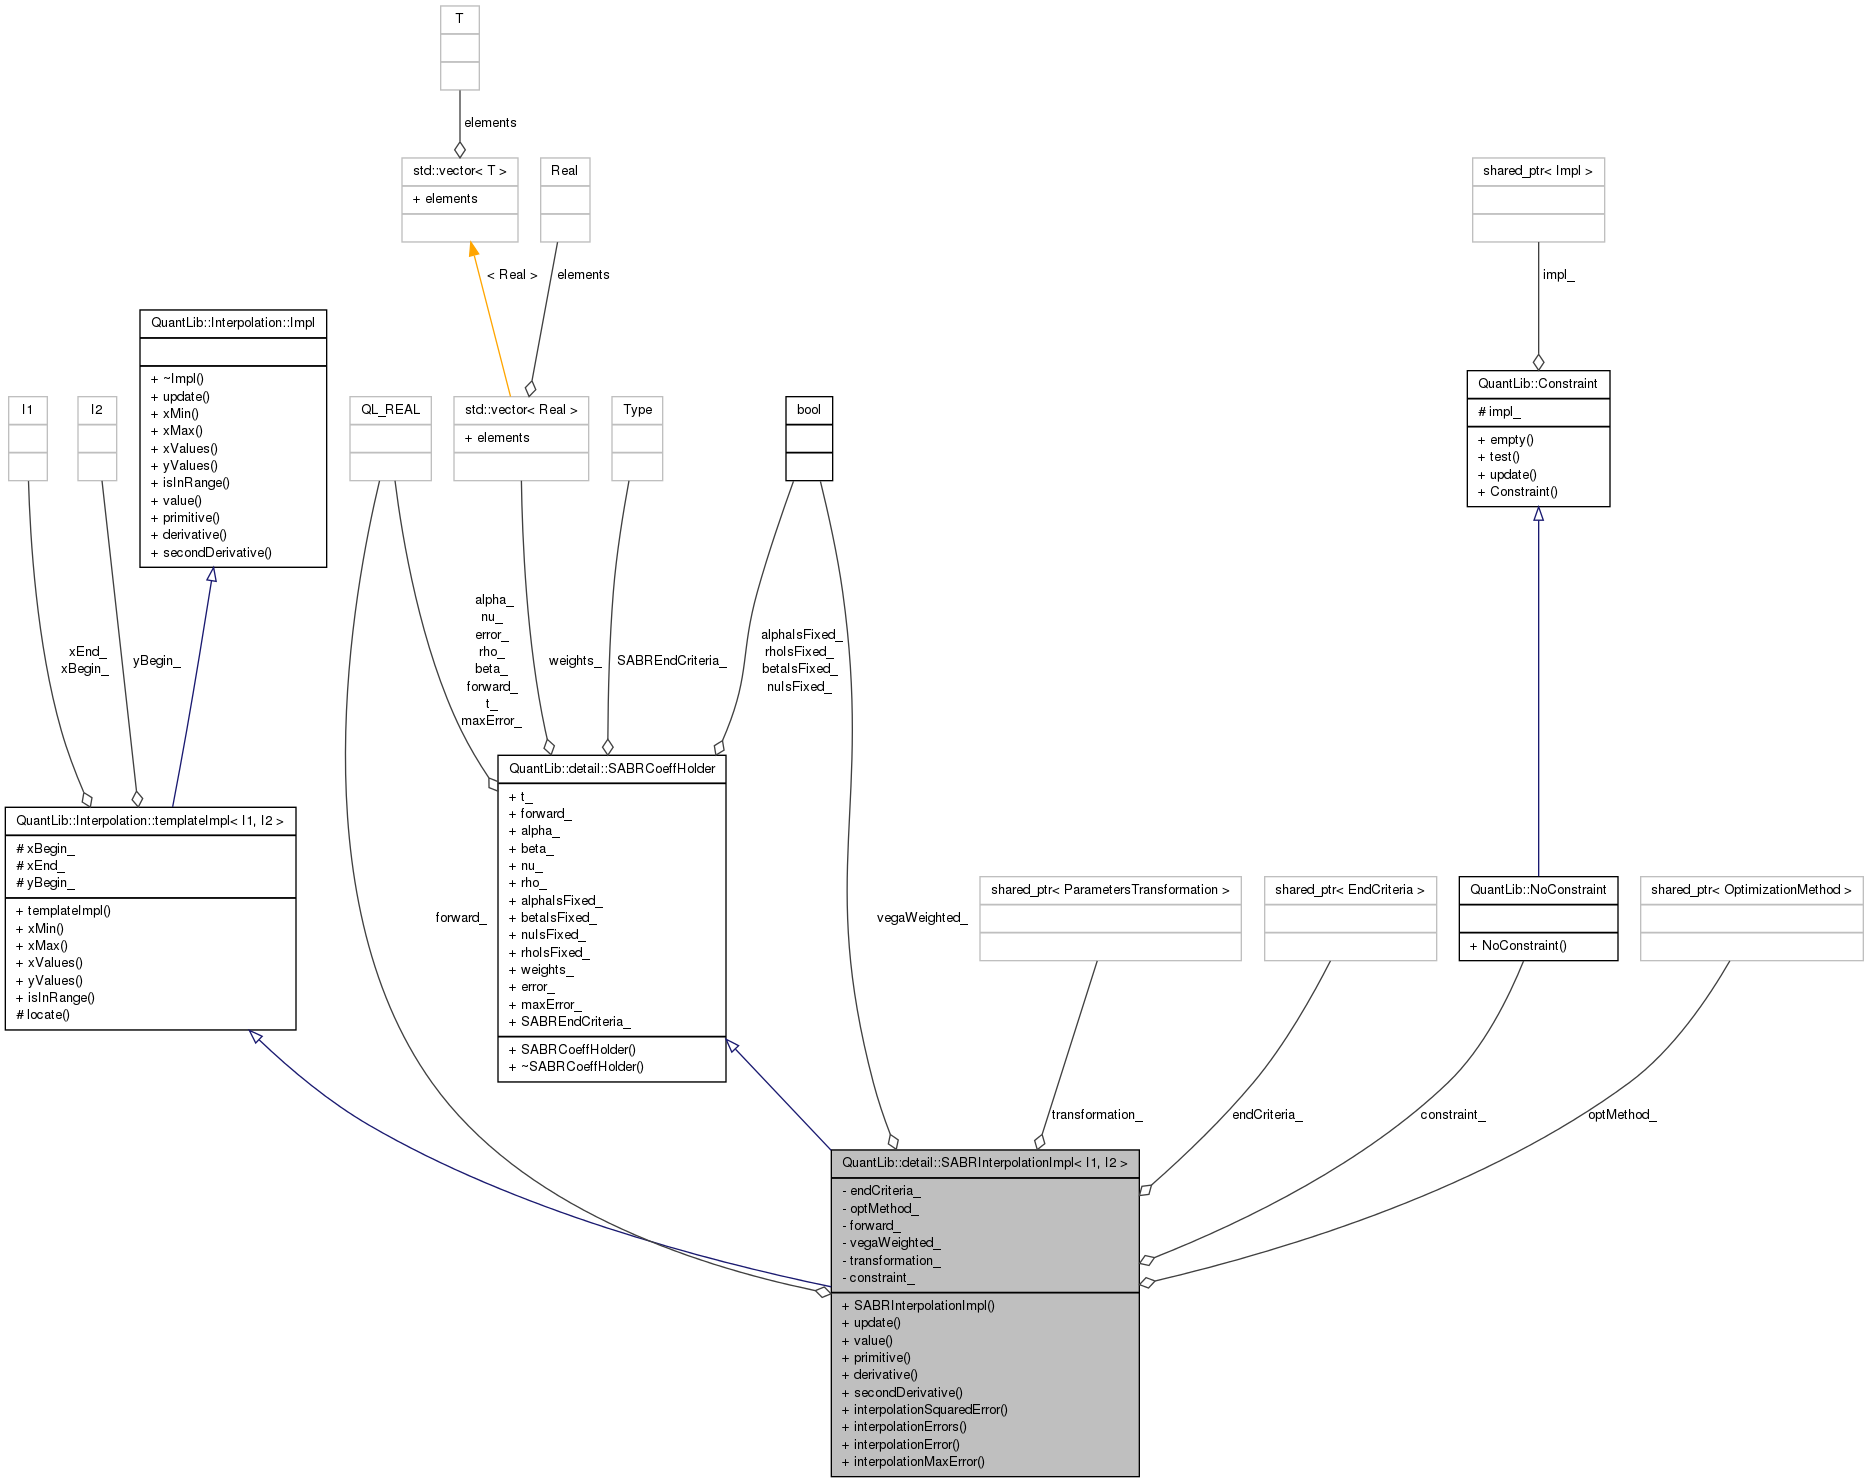 T
elements
std::vector< T >
+ elements
Real
shared_ptr< Impl >
< Real >
elements
impl_
QuantLib::Interpolation::Impl
+ ~Impl()
+ update()
+ xMin()
+ xMax()
+ xValues()
+ yValues()
+ isInRange()
+ value()
+ primitive()
+ derivative()
+ secondDerivative()
I1
I2
QL_REAL
std::vector< Real >
+ elements
Type
bool
QuantLib::Constraint
# impl_
+ empty()
+ test()
+ update()
+ Constraint()
xEnd_
xBegin_
yBegin_
alpha_
nu_
error_
rho_
beta_
forward_
t_
maxError_
weights_
SABREndCriteria_
alphaIsFixed_
rhoIsFixed_
betaIsFixed_
nuIsFixed_
QuantLib::Interpolation::templateImpl< I1, I2 >
# xBegin_
# xEnd_
# yBegin_
+ templateImpl()
+ xMin()
+ xMax()
+ xValues()
+ yValues()
+ isInRange()
# locate()
forward_
QuantLib::detail::SABRCoeffHolder
+ t_
+ forward_
+ alpha_
+ beta_
+ nu_
+ rho_
+ alphaIsFixed_
+ betaIsFixed_
+ nuIsFixed_
+ rhoIsFixed_
+ weights_
+ error_
+ maxError_
+ SABREndCriteria_
+ SABRCoeffHolder()
+ ~SABRCoeffHolder()
vegaWeighted_
shared_ptr< ParametersTransformation >
shared_ptr< EndCriteria >
QuantLib::NoConstraint
+ NoConstraint()
shared_ptr< OptimizationMethod >
transformation_
endCriteria_
constraint_
optMethod_
QuantLib::detail::SABRInterpolationImpl< I1, I2 >
- endCriteria_
- optMethod_
- forward_
- vegaWeighted_
- transformation_
- constraint_
+ SABRInterpolationImpl()
+ update()
+ value()
+ primitive()
+ derivative()
+ secondDerivative()
+ interpolationSquaredError()
+ interpolationErrors()
+ interpolationError()
+ interpolationMaxError()